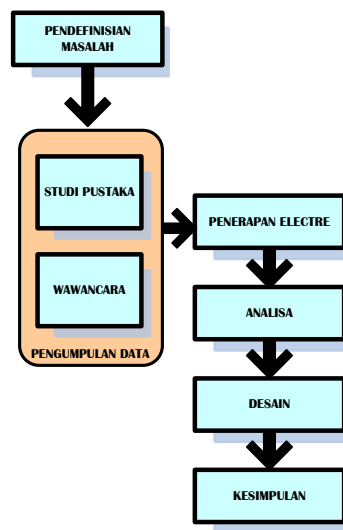 PENDEFINISIAN
MASALAH
STUDI PUSTAKA
WAWANCARA
PENGUMPULAN DATA
PENERAPAN ELECTRE
ANALISA
DESAIN
KESIMPULAN